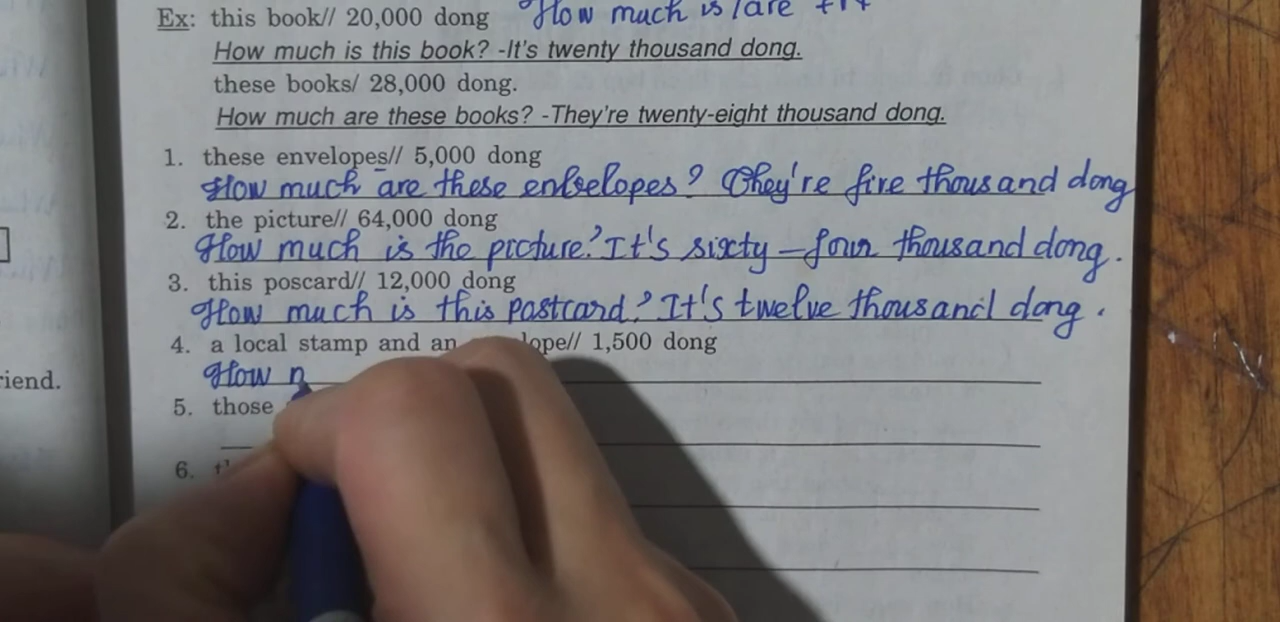 Ex: this book// 20,000 dong How much is/are
How much is this book? -It's twenty thousand dong.
these books/ 28,000 dong.
How much are these books? -They're twenty-eight thousand dong.
1. these envelopes// 5,000 dong
How much are these envelopes? They're five thousand dong
2. the picture// 64,000 dong
How much is the picture? It's sixty-four thousand dong.
3. this poscard// 12,000 dong
How much is this pastcard? It's twelve thousand dong.
4. a local stamp and an lope// 1,500 dong
How
riend.
5. those
6.